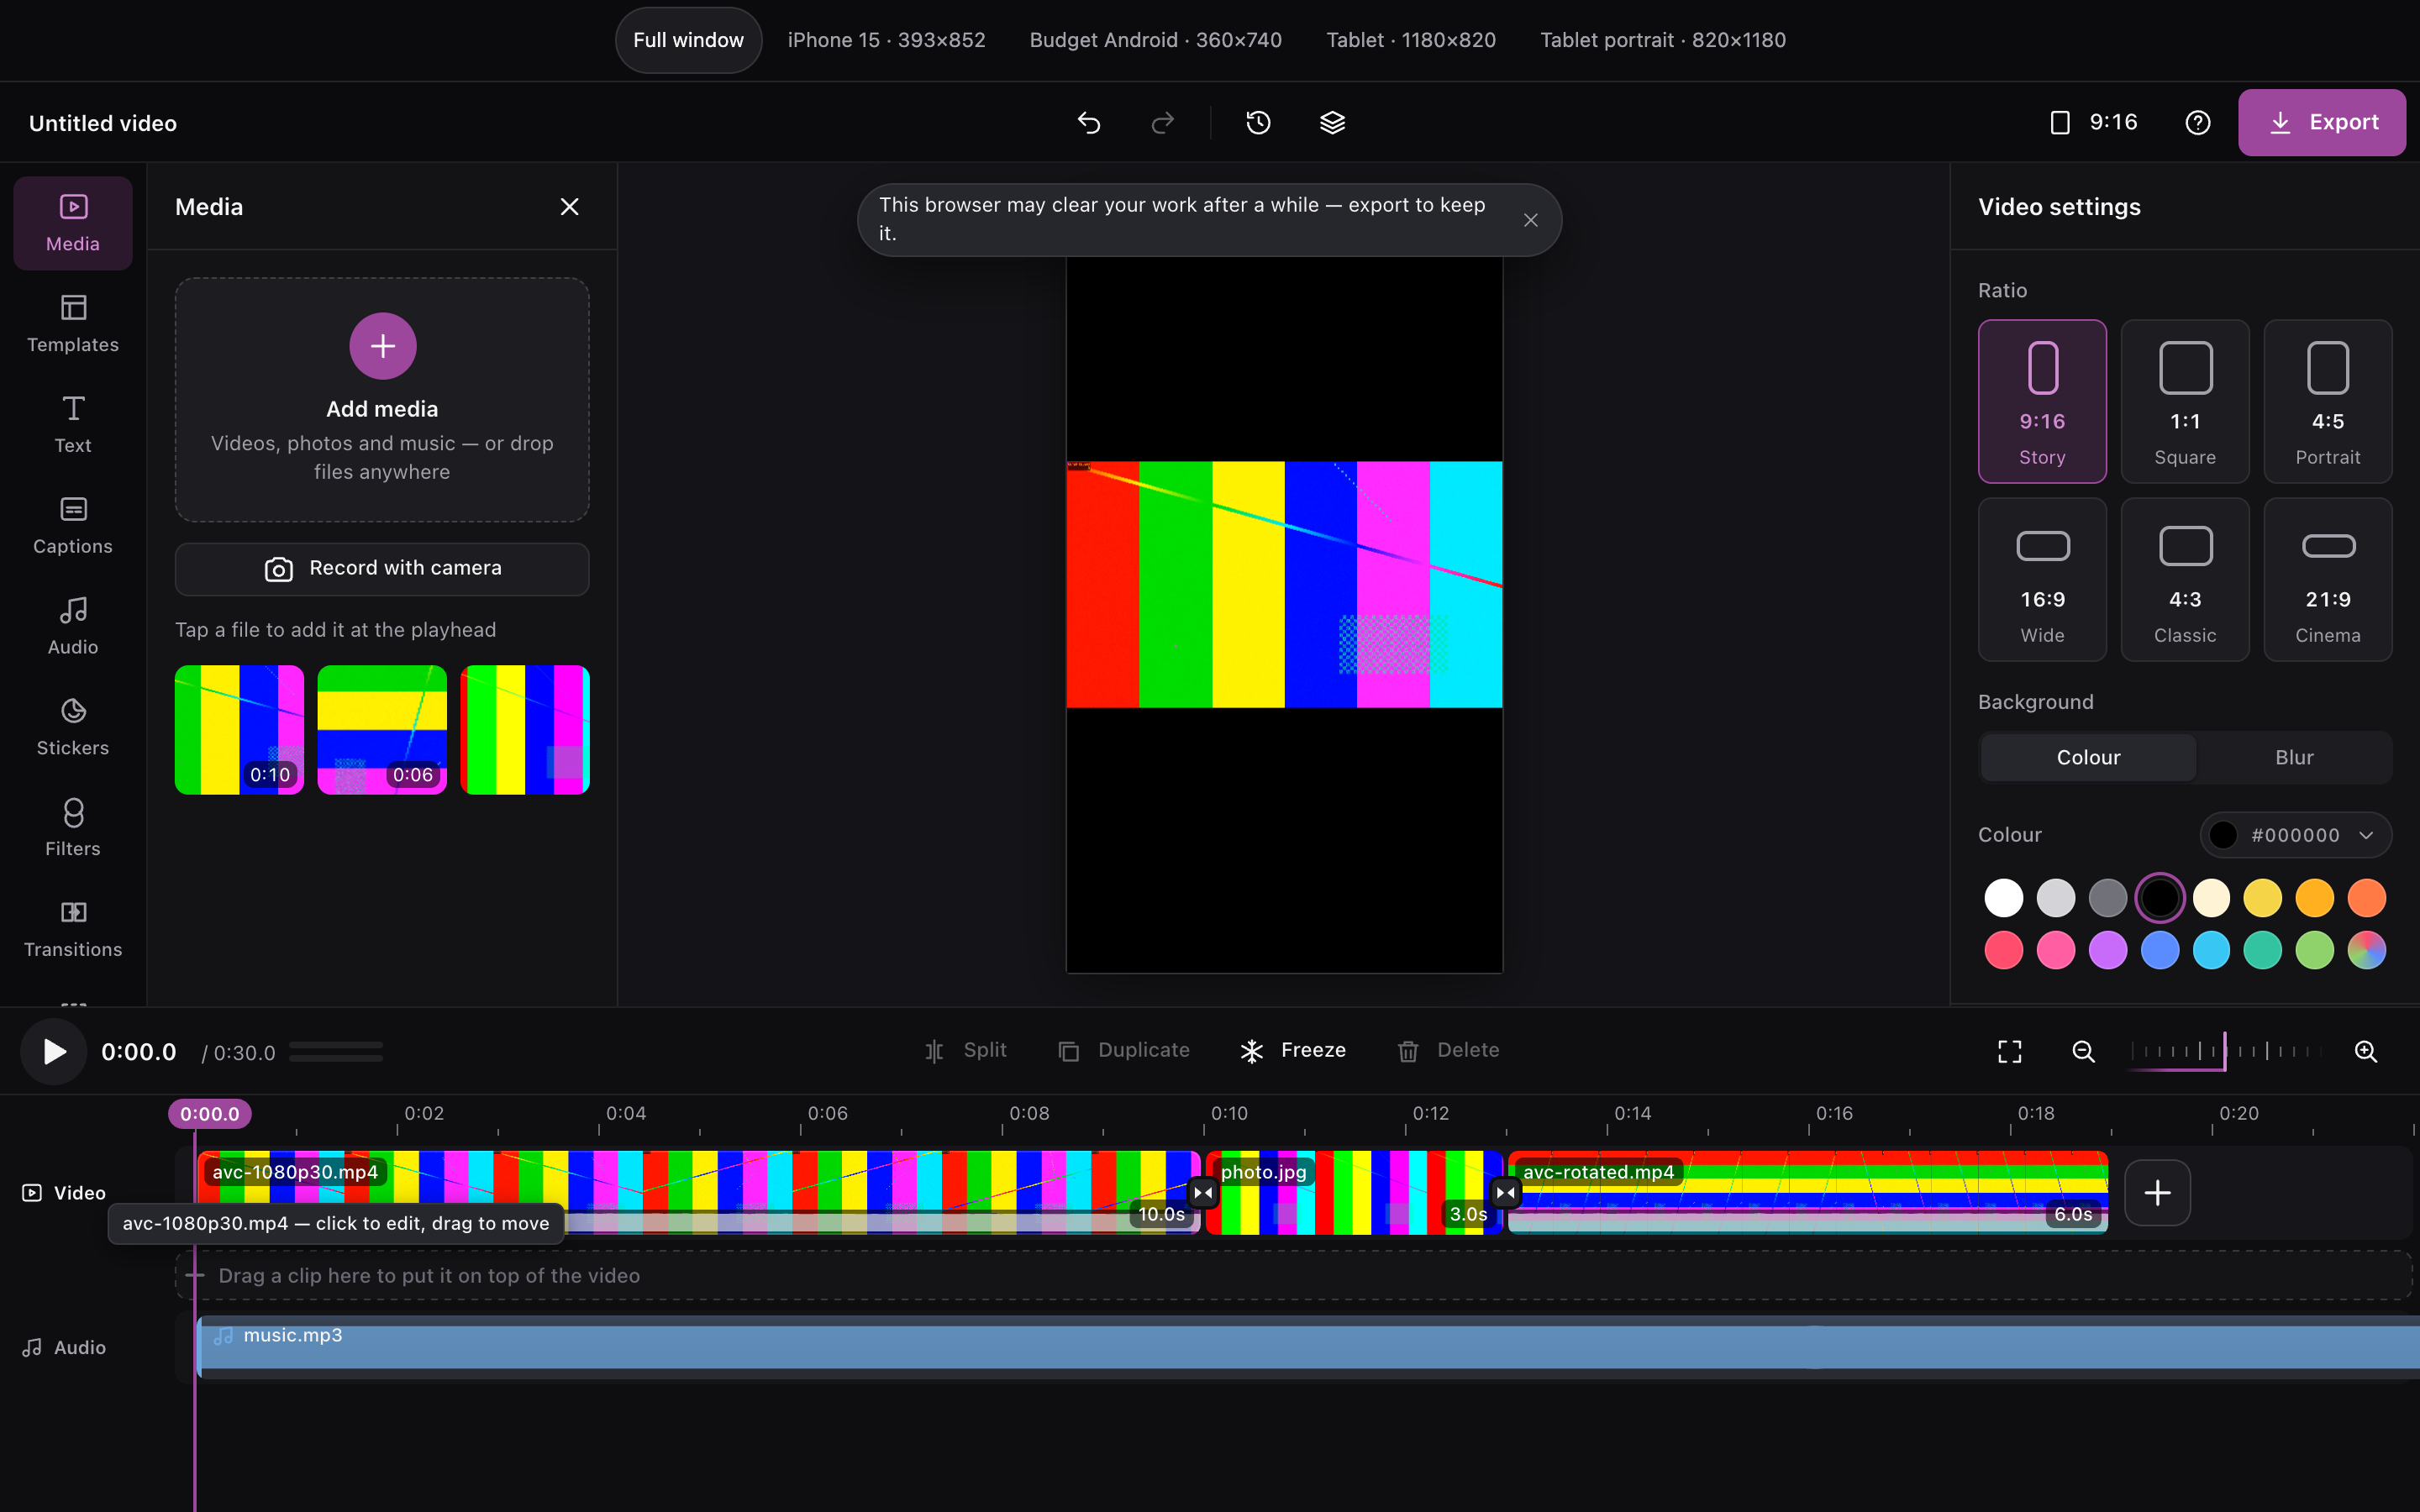 Full window
iPhone 15 · 393×852
Budget Android · 360×740
Tablet · 1180×820
Tablet portrait · 820×1180
Untitled video
9:16
Export
Media
Templates
Text
Captions
Audio
Stickers
Filters
Transitions
Media
Add media
Videos, photos and music — or drop
files anywhere
Record with camera
Tap a file to add it at the playhead
0:10
0:06
This browser may clear your work after a while — export to keep
it.
Video settings
Ratio
9:16
Story
1:1
Square
4:5
Portrait
16:9
Wide
4:3
Classic
21:9
Cinema
Background
Colour
Blur
Colour
#000000
0:00.0
/ 0:30.0
Split
Duplicate
Freeze
Delete
0:00.0
0:02
0:04
0:06
0:08
0:10
0:12
0:14
0:16
0:18
0:20
Video
avc-1080p30.mp4
10.0s
photo.jpg
3.0s
avc-rotated.mp4
6.0s
avc-1080p30.mp4 — click to edit, drag to move
Drag a clip here to put it on top of the video
Audio
music.mp3